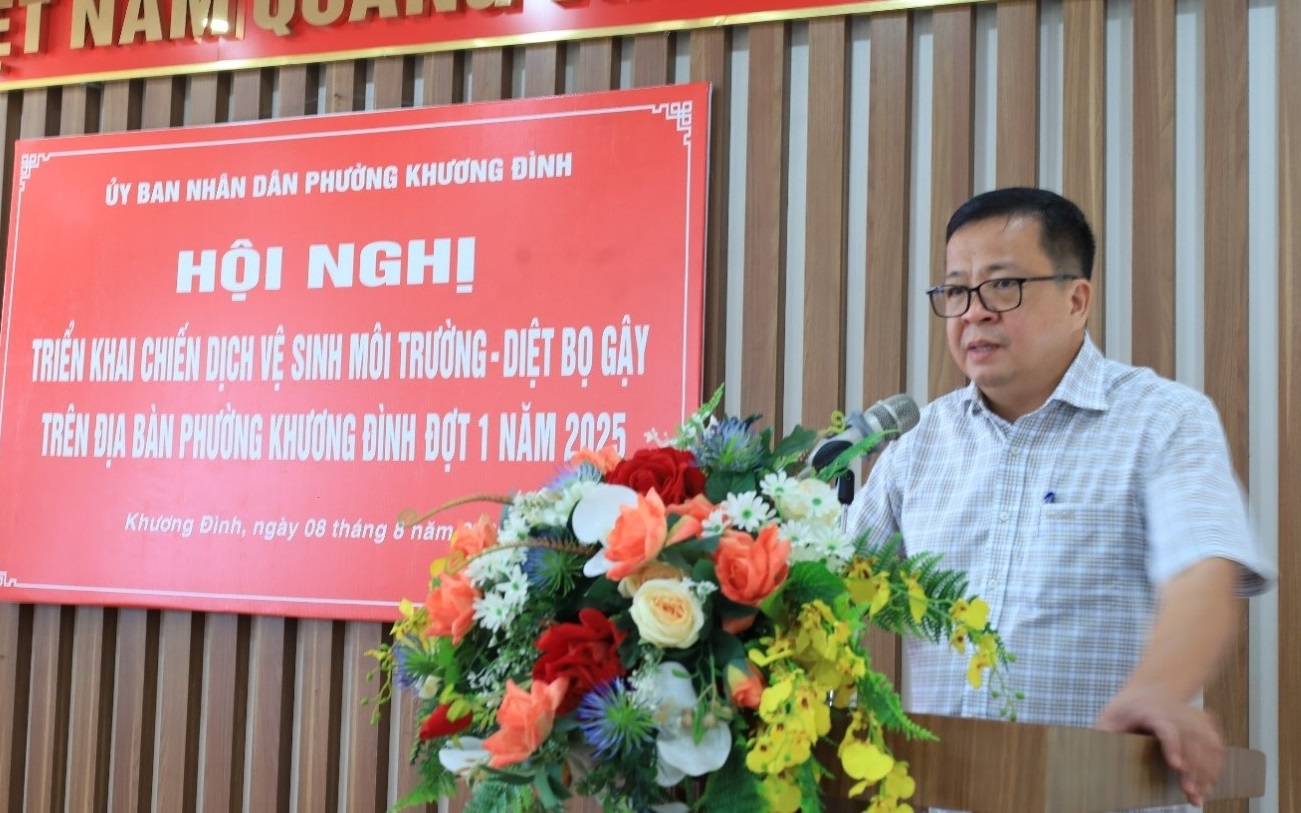 NAM QUANG
ỦY BAN NHÂN DÂN PHƯỜNG KHƯƠNG ĐÌNH
HỘI NGHỊ
TRIỂN KHAI CHIẾN DỊCH VỆ SINH MÔI TRƯỜNG - DIỆT BỌ GẬY
TRÊN ĐỊA BÀN PHƯỜNG KHƯƠNG ĐÌNH ĐỢT 1 NĂM 2025
Khương Đình, ngày 08 tháng 8 năm